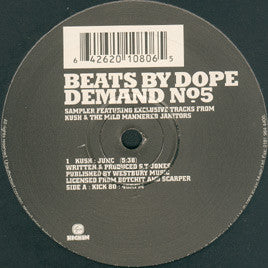 6 42620 10806 5
BEATS BY DOPE
DEMAND Nº5
SAMPLER FEATURING EXCLUSIVE TRACKS FROM
KUSH & THE MILD MANNERED JANITORS
1 KUSH : JUNC (5:38)
WRITTEN & PRODUCED S.T JONES
PUBLISHED BY WESTBURY MUSIC
LICENSED FROM BOTCHIT AND SCARPER
SIDE A : KICK 80
KICKIN